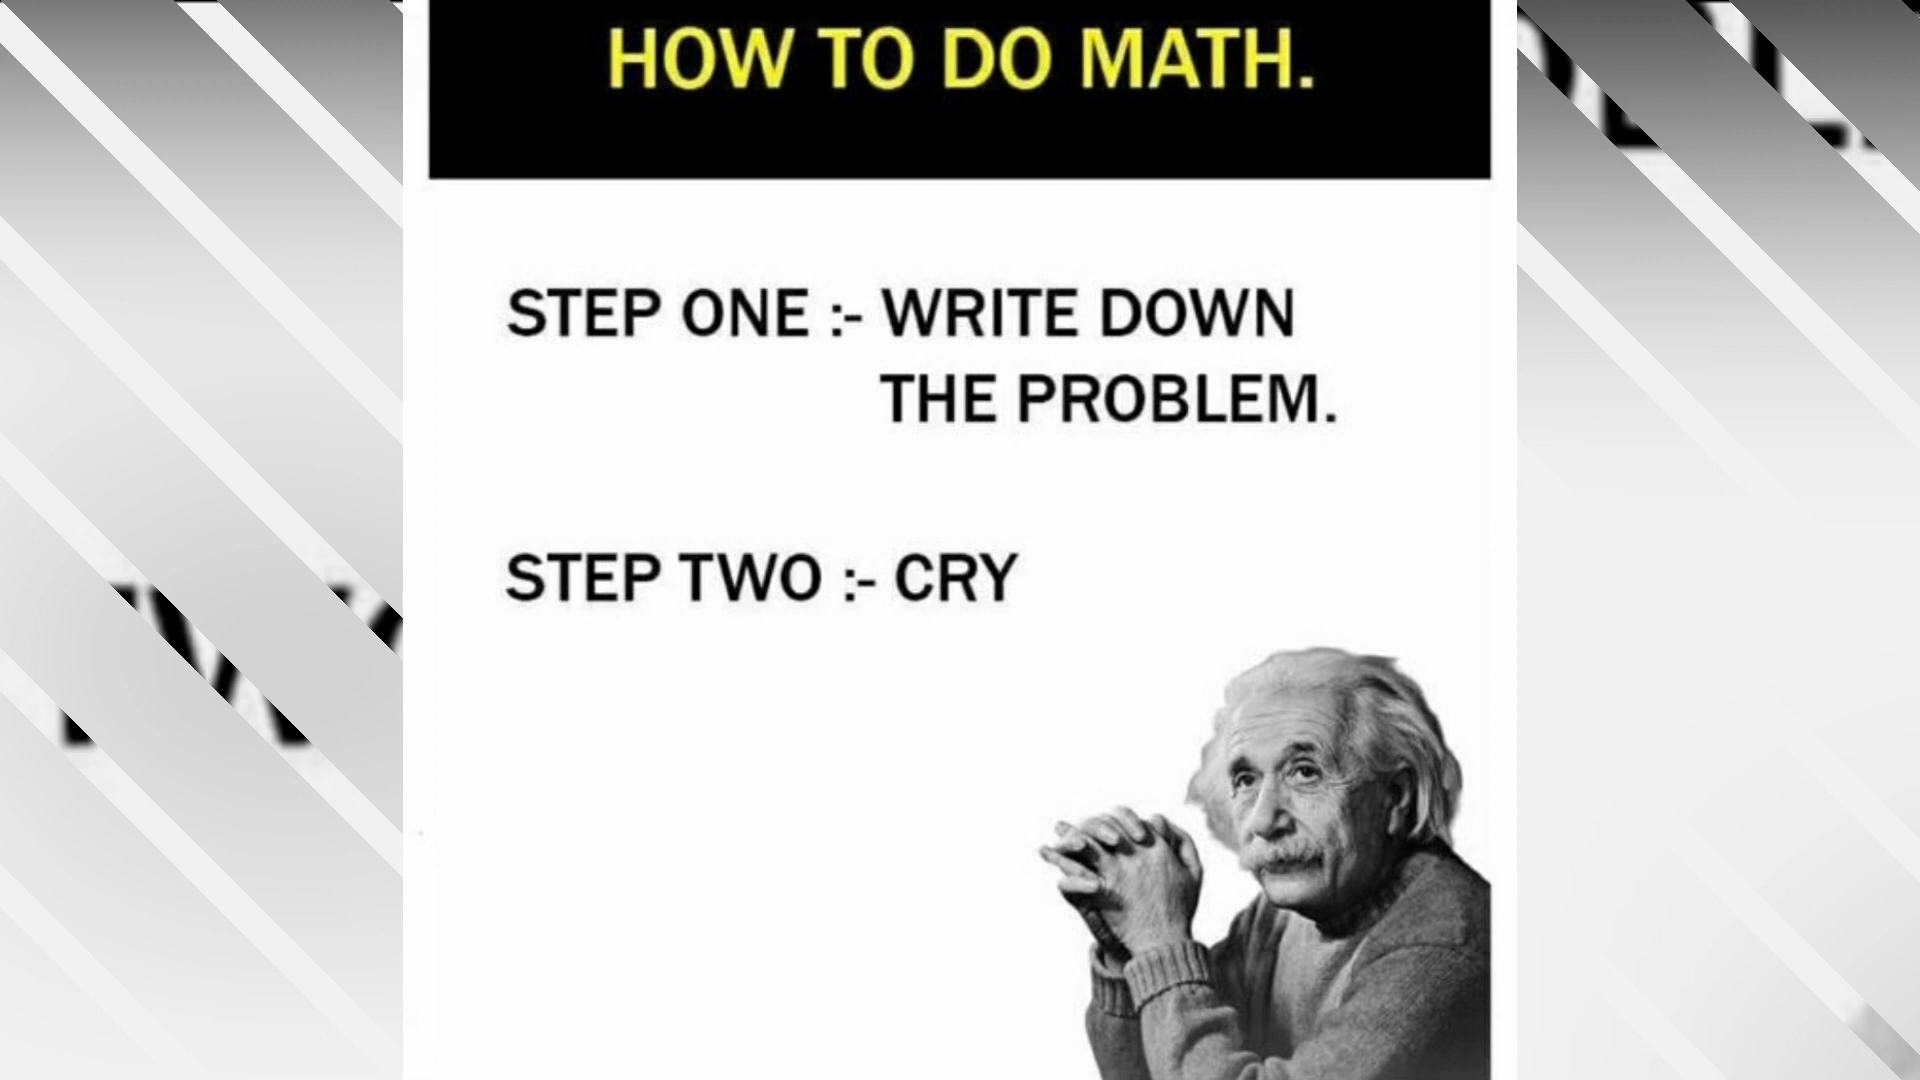 HOW TO DO MATH.
STEP ONE :- WRITE DOWN
THE PROBLEM.
STEP TWO :- CRY